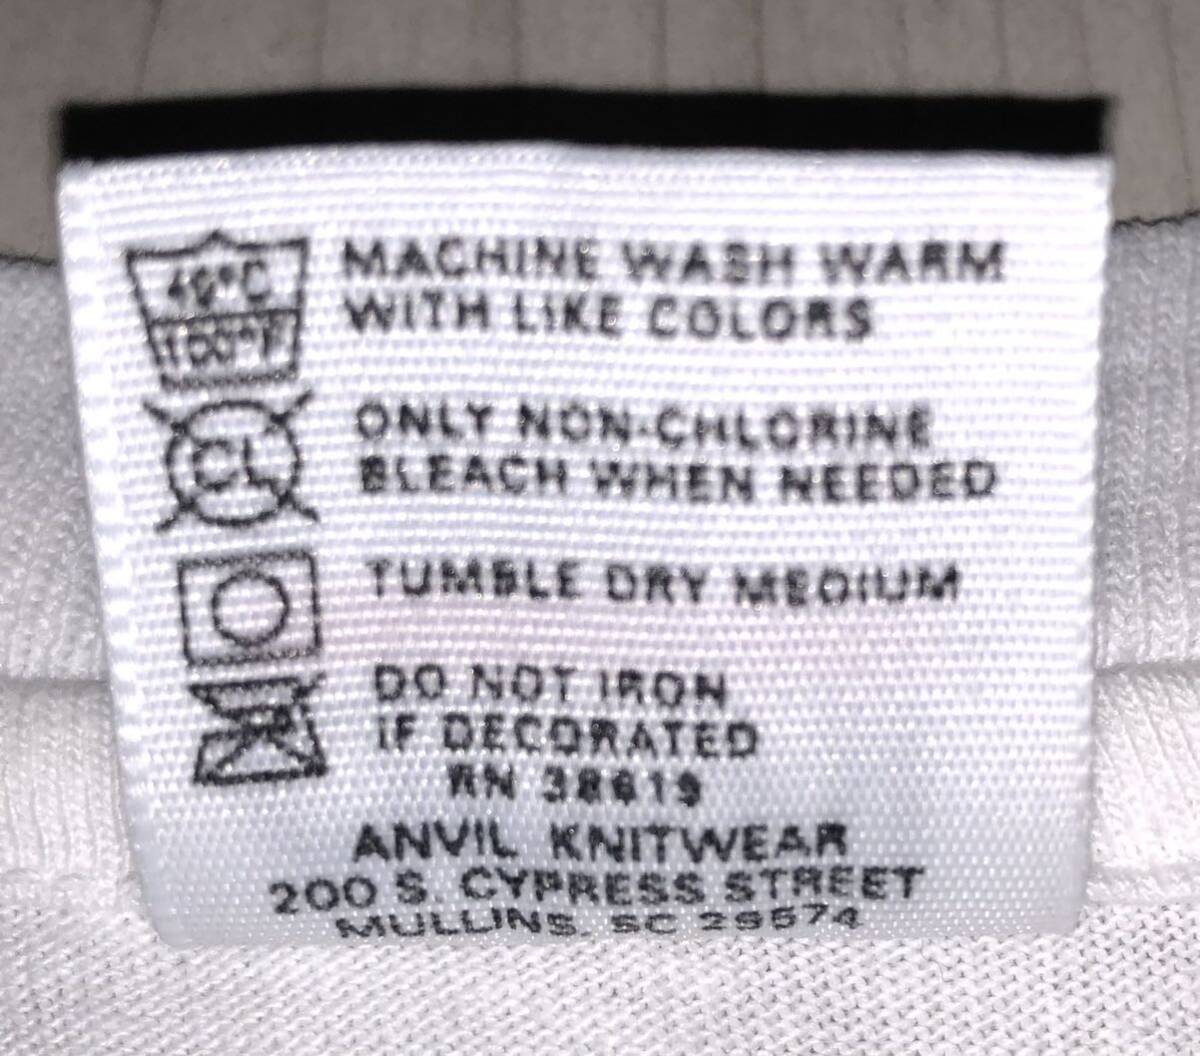 40°C
100°F
MACHINE WASH WARM
WITH LIKE COLORS
CL
ONLY NON-CHLORINE
BLEACH WHEN NEEDED
TUMBLE DRY MEDIUM
DO NOT IRON
IF DECORATED
RN 38619
ANVIL KNITWEAR
200 S. CYPRESS STREET
MULLINS, SC 29574